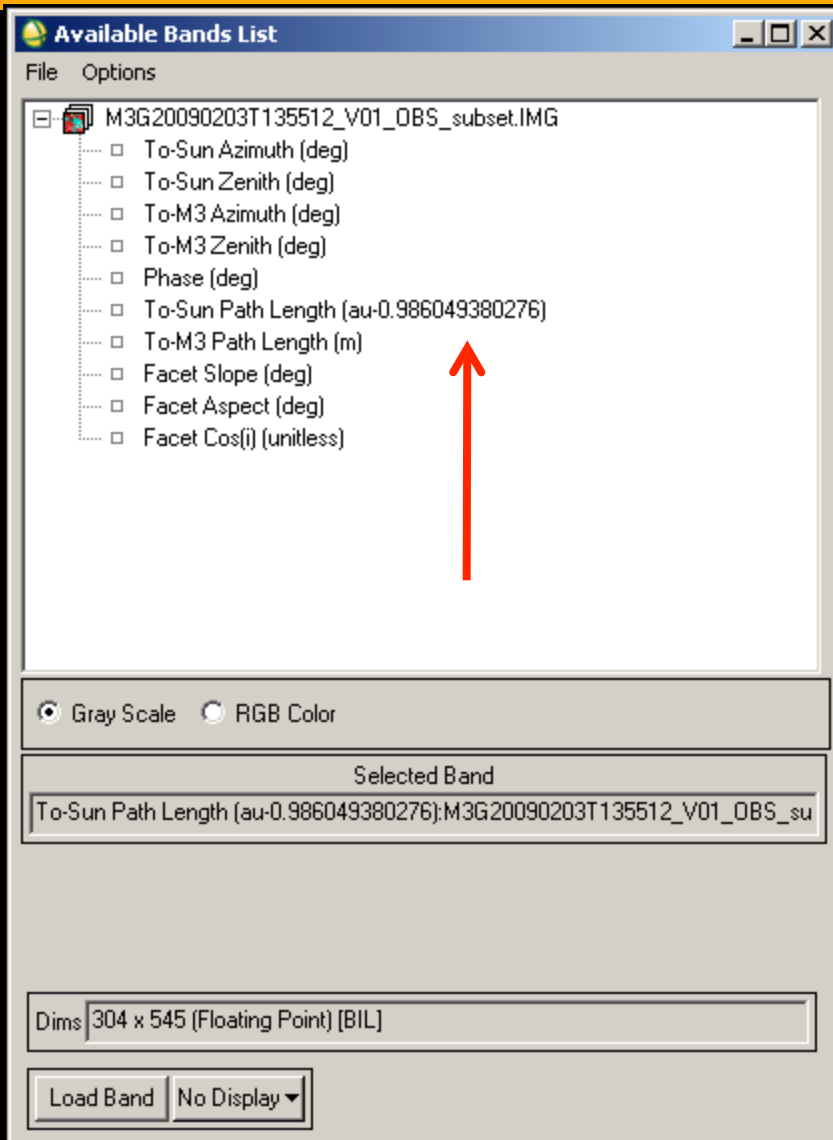 Available Bands List
File Options
M3G20090203T135512_V01_OBS_subset.IMG
To-Sun Azimuth (deg)
To-Sun Zenith (deg)
To-M3 Azimuth (deg)
To-M3 Zenith (deg)
Phase (deg)
To-Sun Path Length (au-0.986049380276)
To-M3 Path Length (m)
Facet Slope (deg)
Facet Aspect (deg)
Facet Cos(i) (unitless)
Gray Scale RGB Color
Selected Band
To-Sun Path Length (au-0.986049380276):M3G20090203T135512_V01_OBS_su
Dims 304 x 545 (Floating Point) [BIL]
Load Band No Display